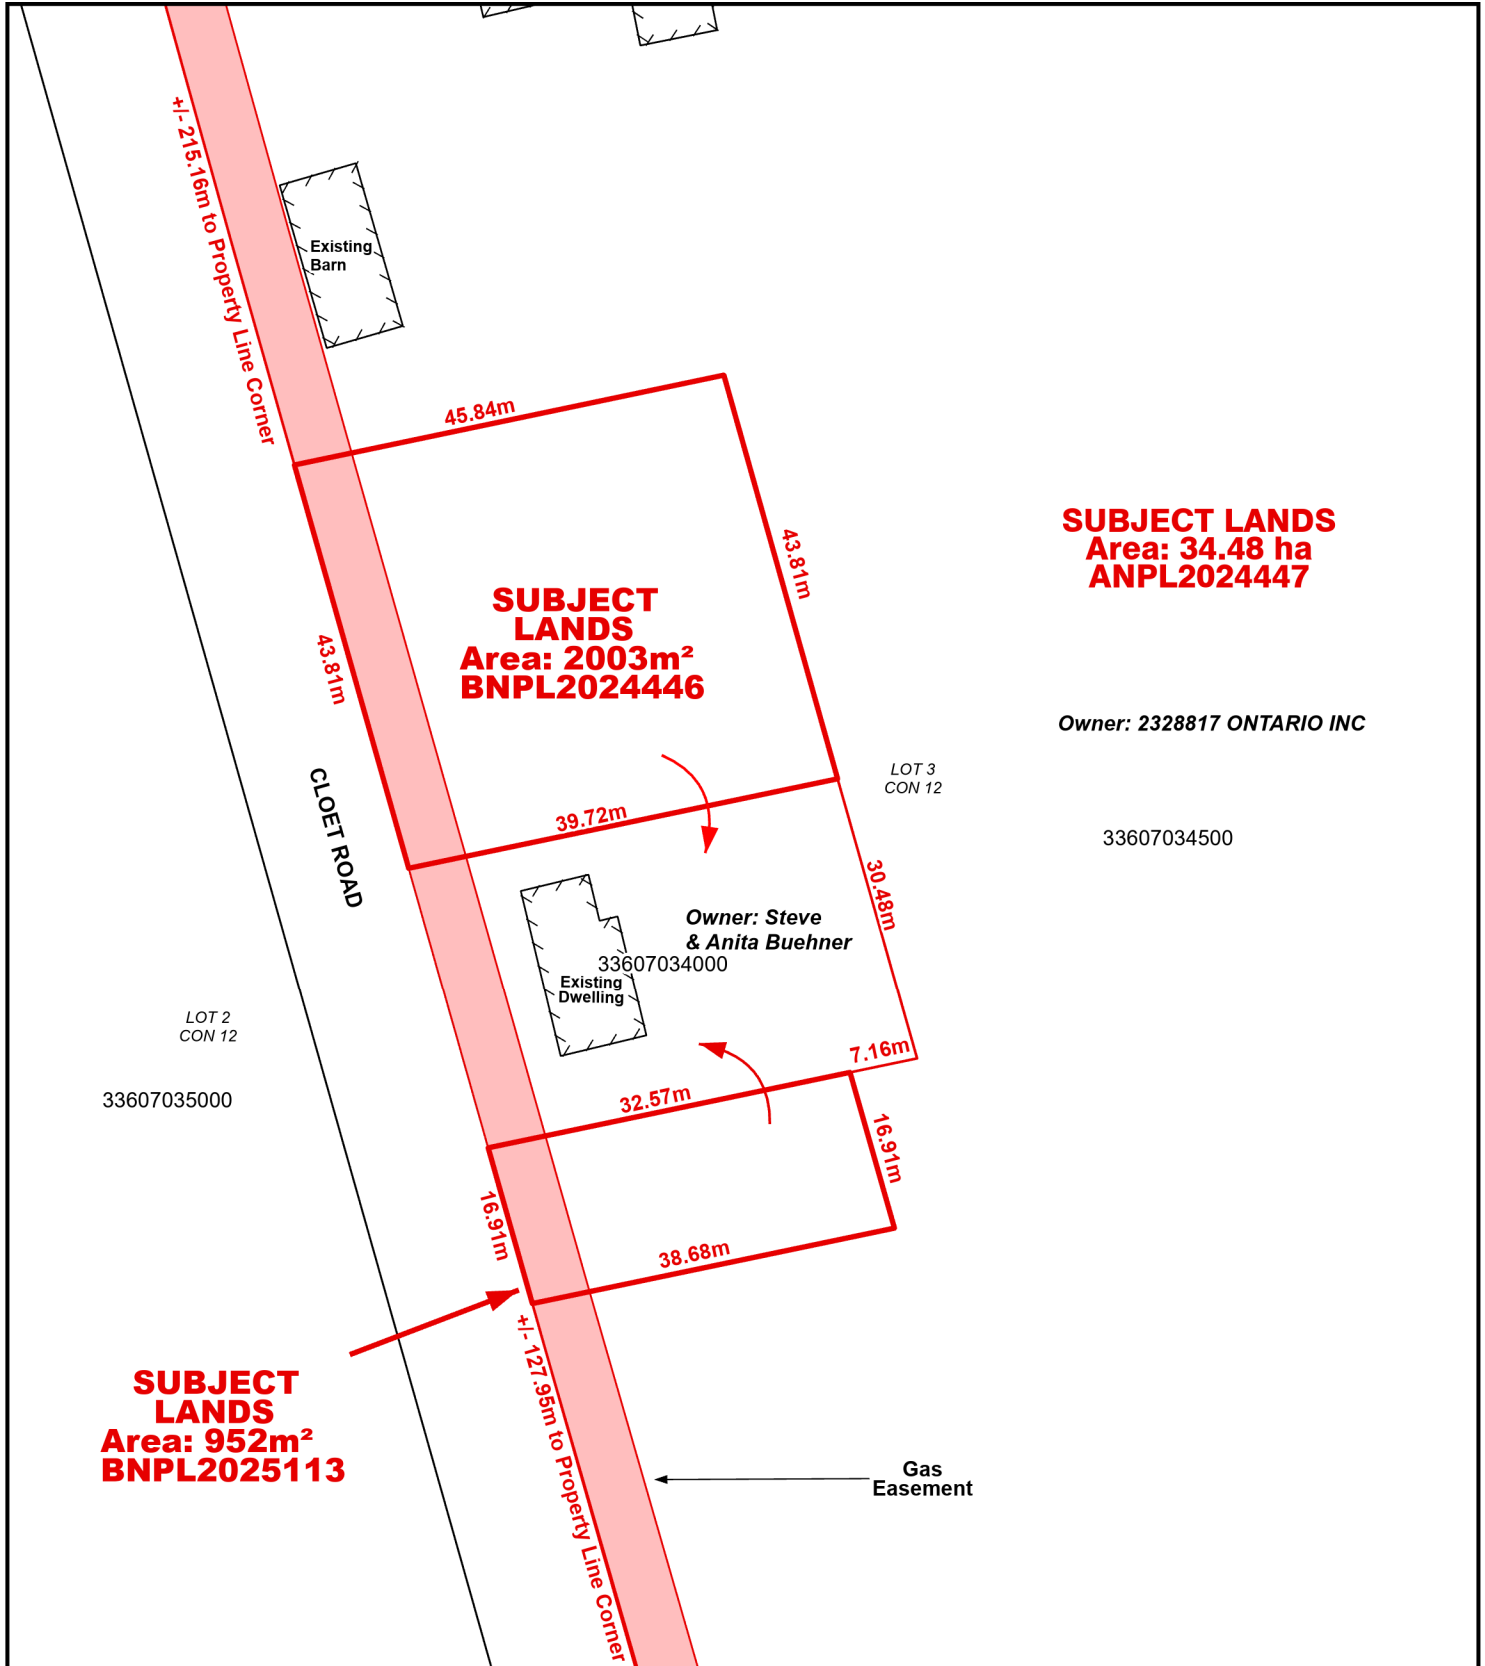 +/- 215.16m to Property Line Corner
Existing
Barn
45.84m
43.81m
SUBJECT LANDS
Area: 34.48 ha
ANPL2024447
SUBJECT
LANDS
Area: 2003m²
BNPL2024446
43.81m
Owner: 2328817 ONTARIO INC
LOT 3
CON 12
CLOET ROAD
39.72m
33607034500
30.48m
Owner: Steve
& Anita Buehner
33607034000
Existing
Dwelling
LOT 2
CON 12
7.16m
33607035000
32.57m
16.91m
16.91m
38.68m
+/- 127.95m to Property Line Corner
SUBJECT
LANDS
Area: 952m²
BNPL2025113
Gas
Easement